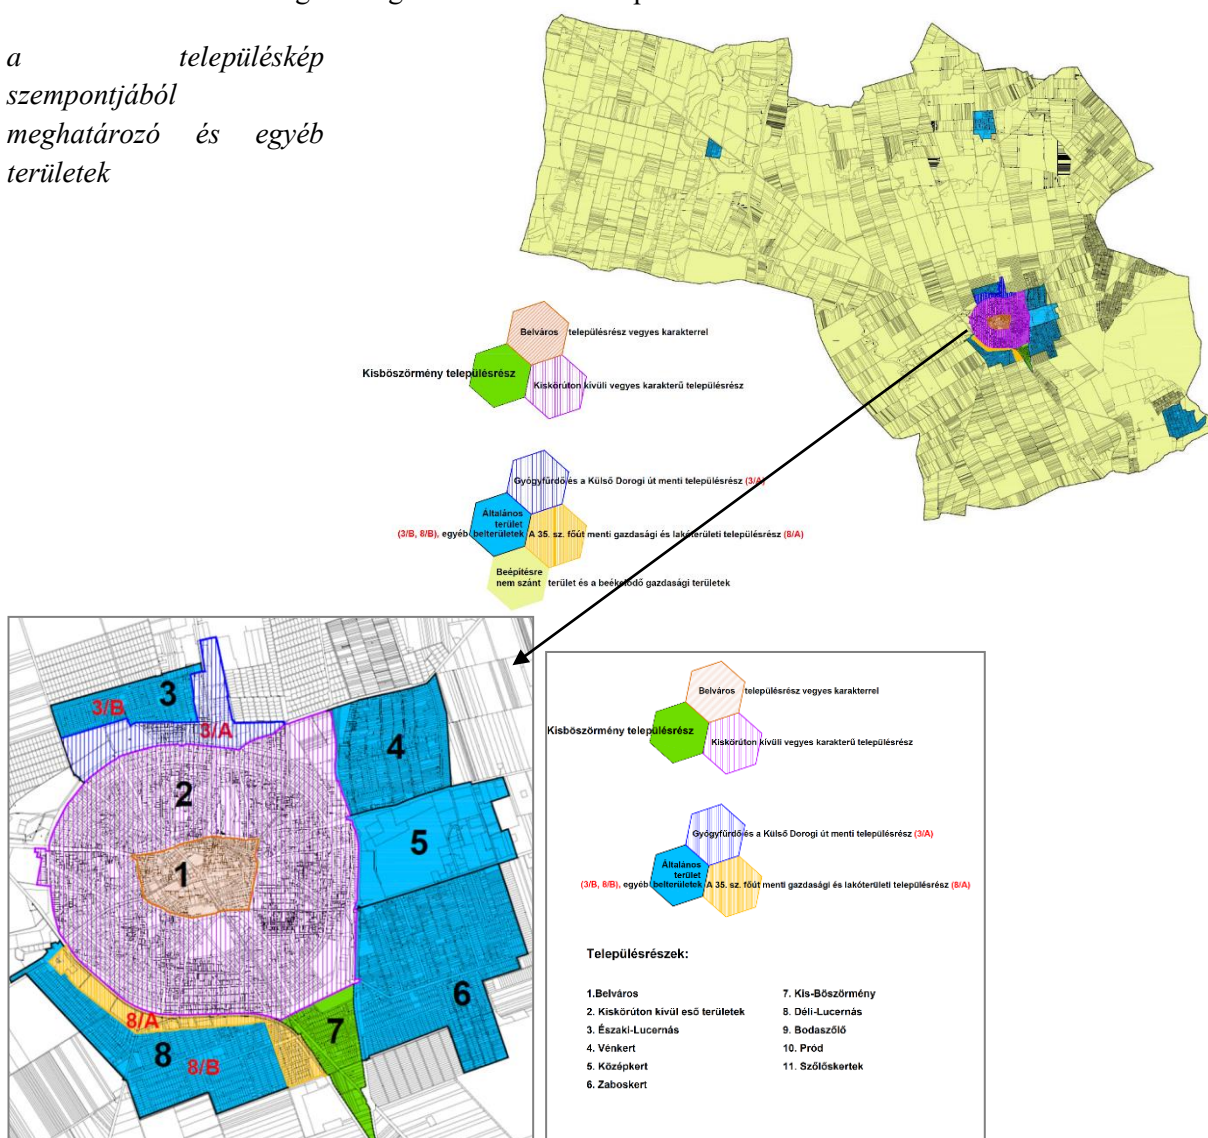 a településkép
szempontjából
meghatározó és egyéb
területek
Belváros településrész vegyes karakterrel
Kisböszörmény településrész
Kiskörúton kívüli vegyes karakterű településrész
Gyógyfürdő és a Külső Dorogi út menti településrész (3/A)
Általános
terület
(3/B, 8/B), egyéb belterületek A 35. sz. főút menti gazdasági és lakóterületi településrész (8/A)
Beépítésre
nem szánt terület és a beékelődő gazdasági területek
3
3/B
3/A
4
2
5
1
6
7
8/A
8
8/B
Belváros településrész vegyes karakterrel
Kisböszörmény településrész
Kiskörúton kívüli vegyes karakterű településrész
Gyógyfürdő és a Külső Dorogi út menti településrész (3/A)
Általános
terület
(3/B, 8/B), egyéb belterületek A 35. sz. főút menti gazdasági és lakóterületi településrész (8/A)
Településrészek:
1.Belváros
2. Kiskörúton kívül eső területek
3. Északi-Lucernás
4. Vénkert
5. Középkert
6. Zaboskert
7. Kis-Böszörmény
8. Déli-Lucernás
9. Bodaszőlő
10. Pród
11. Szőlőskertek